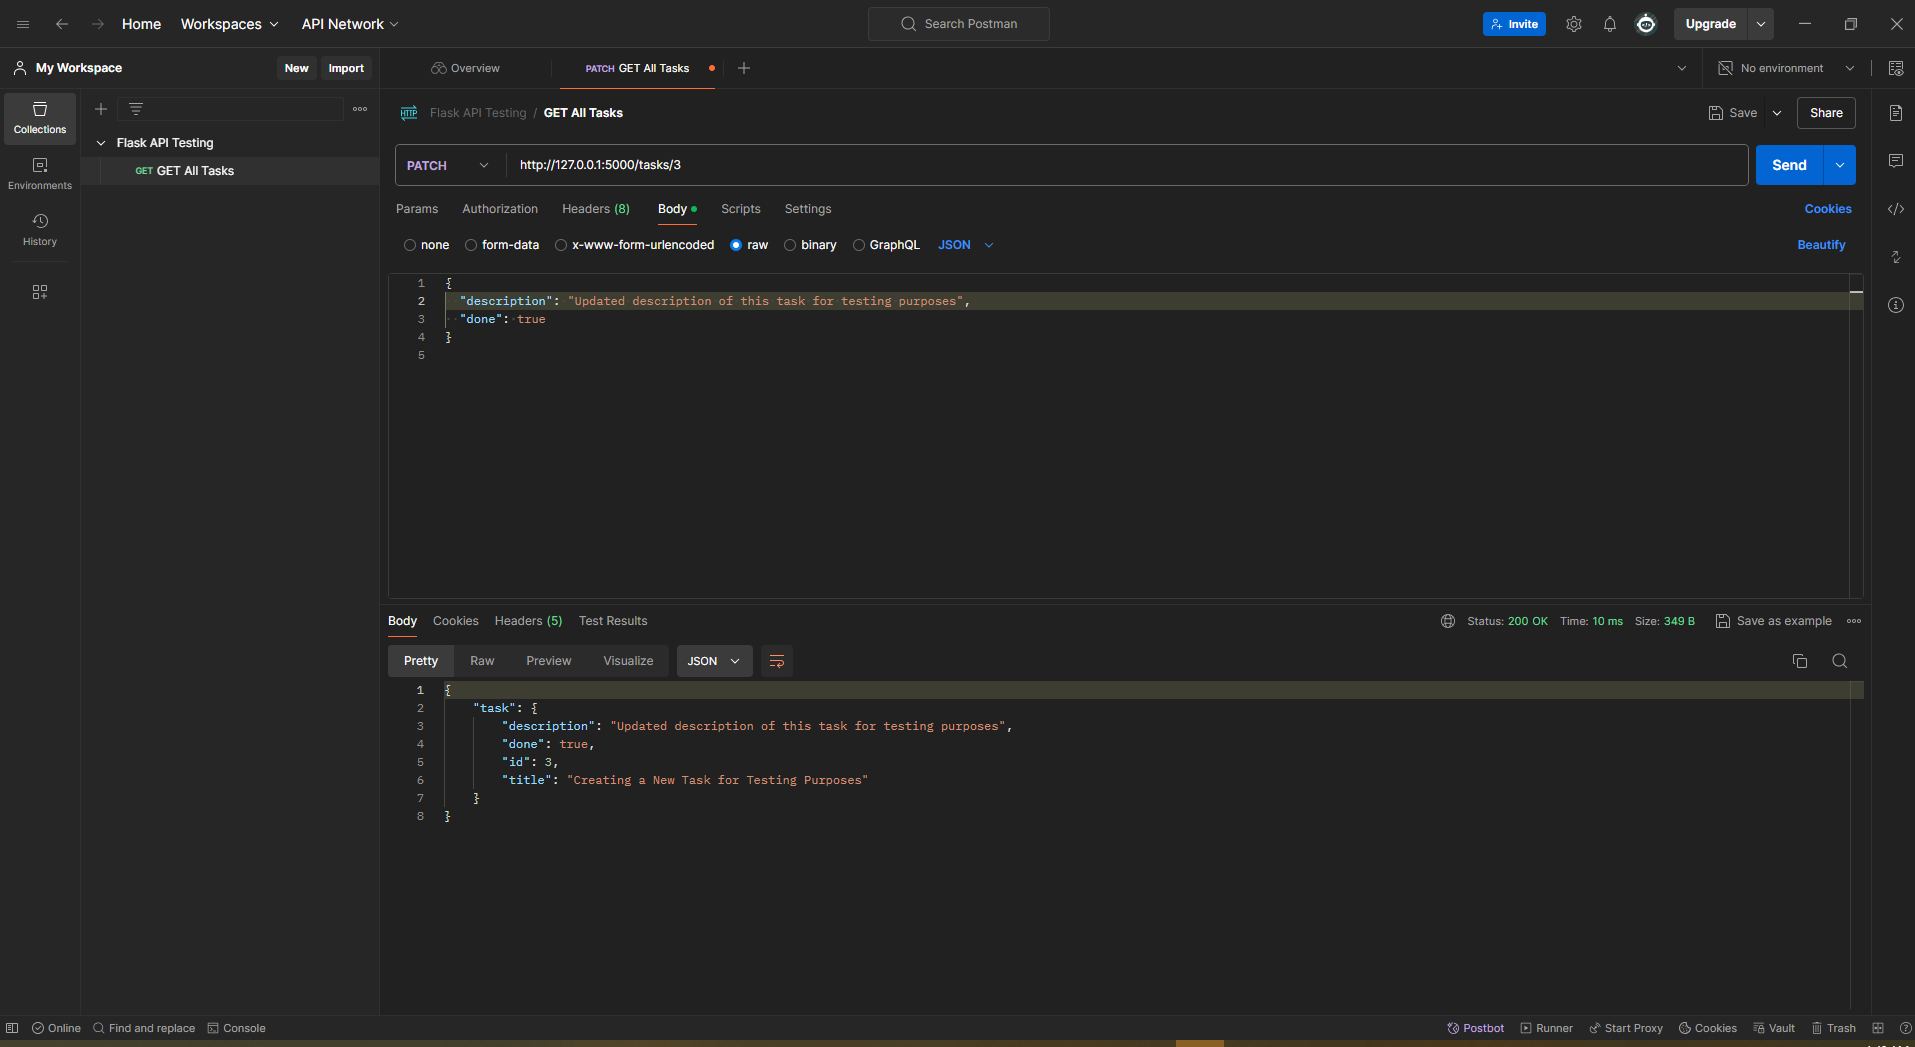 Home Workspaces API Network Search Postman Invite Upgrade
My Workspace New Import Overview PATCH GET All Tasks No environment
Collections
Environments
History
Flask API Testing
GET GET All Tasks
HTTP Flask API Testing / GET All Tasks Save Share
PATCH http://127.0.0.1:5000/tasks/3 Send
Params Authorization Headers (8) Body Scripts Settings Cookies
none form-data x-www-form-urlencoded raw binary GraphQL JSON Beautify
1 {
2 "description": "Updated description of this task for testing purposes",
3 "done": true
4 }
5
Body Cookies Headers (5) Test Results Status: 200 OK Time: 10 ms Size: 349 B Save as example
Pretty Raw Preview Visualize JSON
1 {
2 "task": {
3 "description": "Updated description of this task for testing purposes",
4 "done": true,
5 "id": 3,
6 "title": "Creating a New Task for Testing Purposes"
7 }
8 }
Online Find and replace Console Postbot Runner Start Proxy Cookies Vault Trash